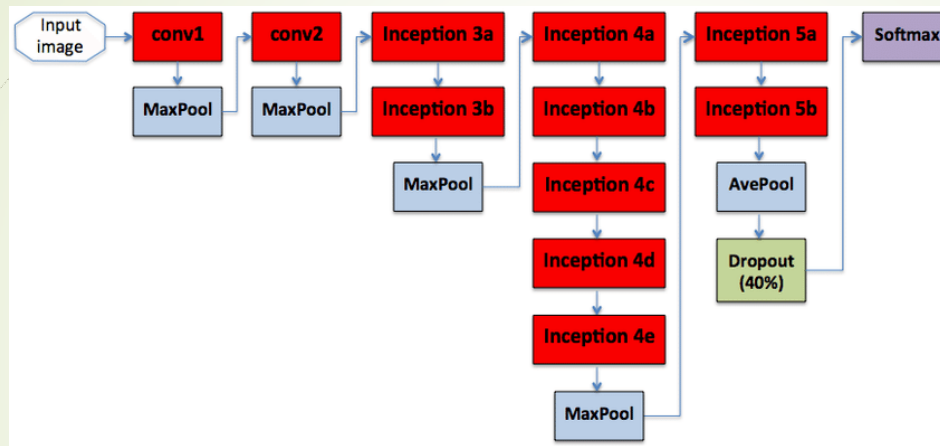 Input
image
conv1
MaxPool
conv2
MaxPool
Inception 3a
Inception 3b
MaxPool
Inception 4a
Inception 4b
Inception 4c
Inception 4d
Inception 4e
MaxPool
Inception 5a
Inception 5b
AvePool
Dropout
(40%)
Softmax